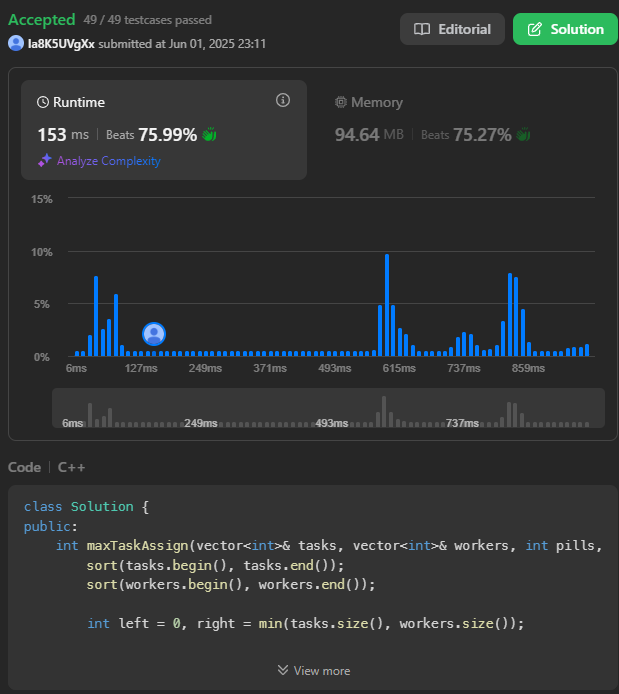 Accepted 49 / 49 testcases passed
Editorial
Solution
la8K5UVgXx submitted at Jun 01, 2025 23:11
Runtime
Memory
153 ms | Beats 75.99%
94.64 MB | Beats 75.27%
Analyze Complexity
15%
10%
5%
0%
6ms 127ms 249ms 371ms 493ms 615ms 737ms 859ms
6ms 249ms 493ms 737ms
Code | C++
class Solution {
public:
int maxTaskAssign(vector<int>& tasks, vector<int>& workers, int pills,
sort(tasks.begin(), tasks.end());
sort(workers.begin(), workers.end());
int left = 0, right = min(tasks.size(), workers.size());
View more